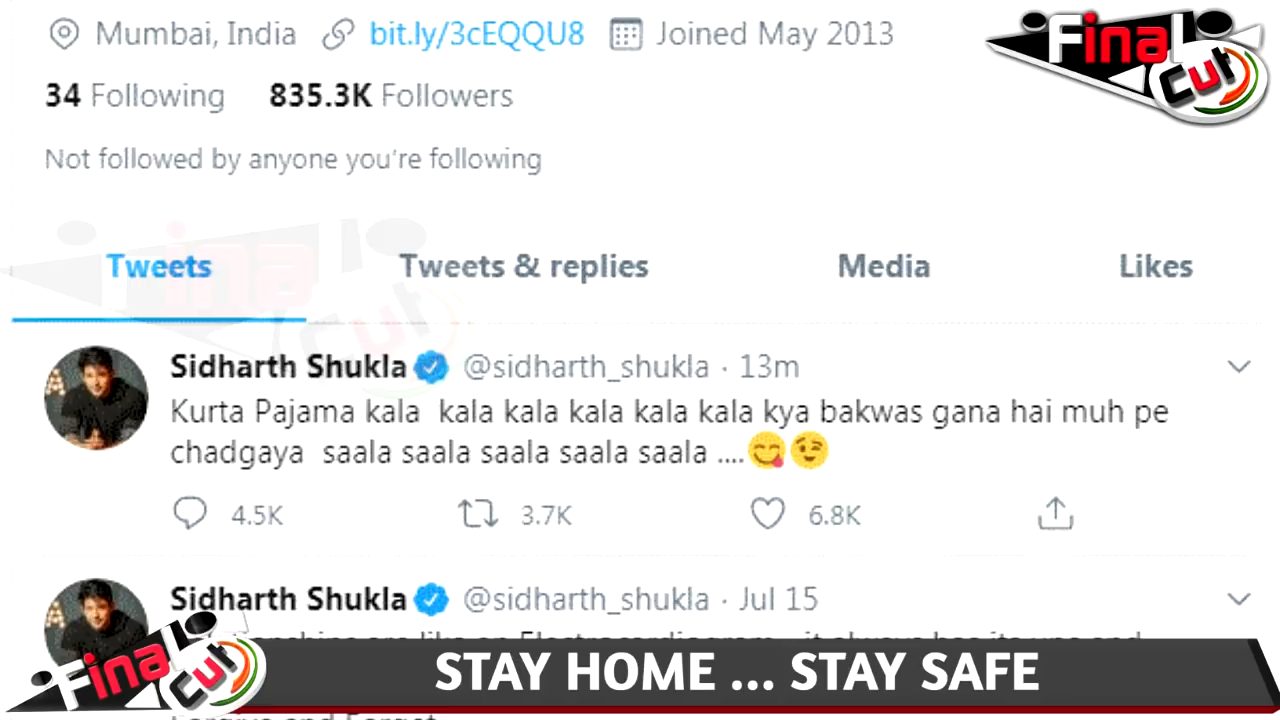 Mumbai, India bit.ly/3cEQQU8 Joined May 2013
Final
Cut
34 Following 835.3K Followers
Not followed by anyone you're following
Final
Cut
Tweets Tweets & replies Media Likes
Sidharth Shukla @sidharth_shukla · 13m
Kurta Pajama kala kala kala kala kala kala kya bakwas gana hai muh pe
chadgaya saala saala saala saala saala ....😋😉
4.5K 3.7K 6.8K
Sidharth Shukla @sidharth_shukla · Jul 15
Final
Cut
STAY HOME ... STAY SAFE